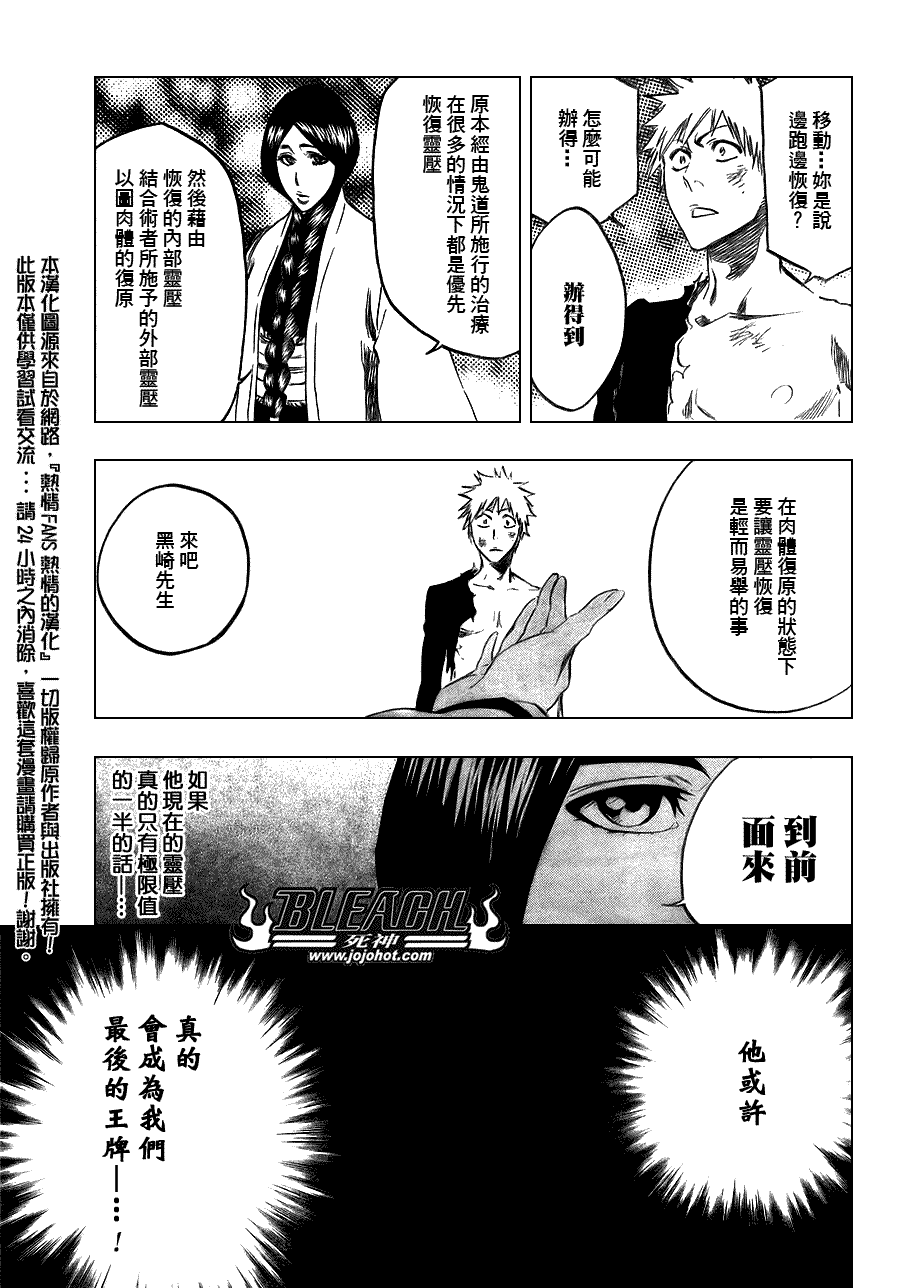 移動…妳是說
邊跑邊恢復?
怎麼可能
辦得…
辦得到
原本經由鬼道所施行的治療
在很多的情況下都是優先
恢復靈壓
然後藉由
恢復的內部靈壓
結合術者所施予的外部靈壓
以圖肉體的復原
在肉體復原的狀態下
要讓靈壓恢復
是輕而易舉的事
來吧
黑崎先生
到前
面來
如果
他現在的靈壓
真的只有極限值
的一半的話—…
BLEACH
死神
www.jojohot.com
他或許
真的
會成為我們
最後的王牌—…!
本漢化圖源來自於網路,『熱情FANS熱情的漢化』一切版權歸原作者與出版社擁有!
此版本僅供學習試看交流…請24小時之內消除,喜歡這套漫畫請購買正版!謝謝。